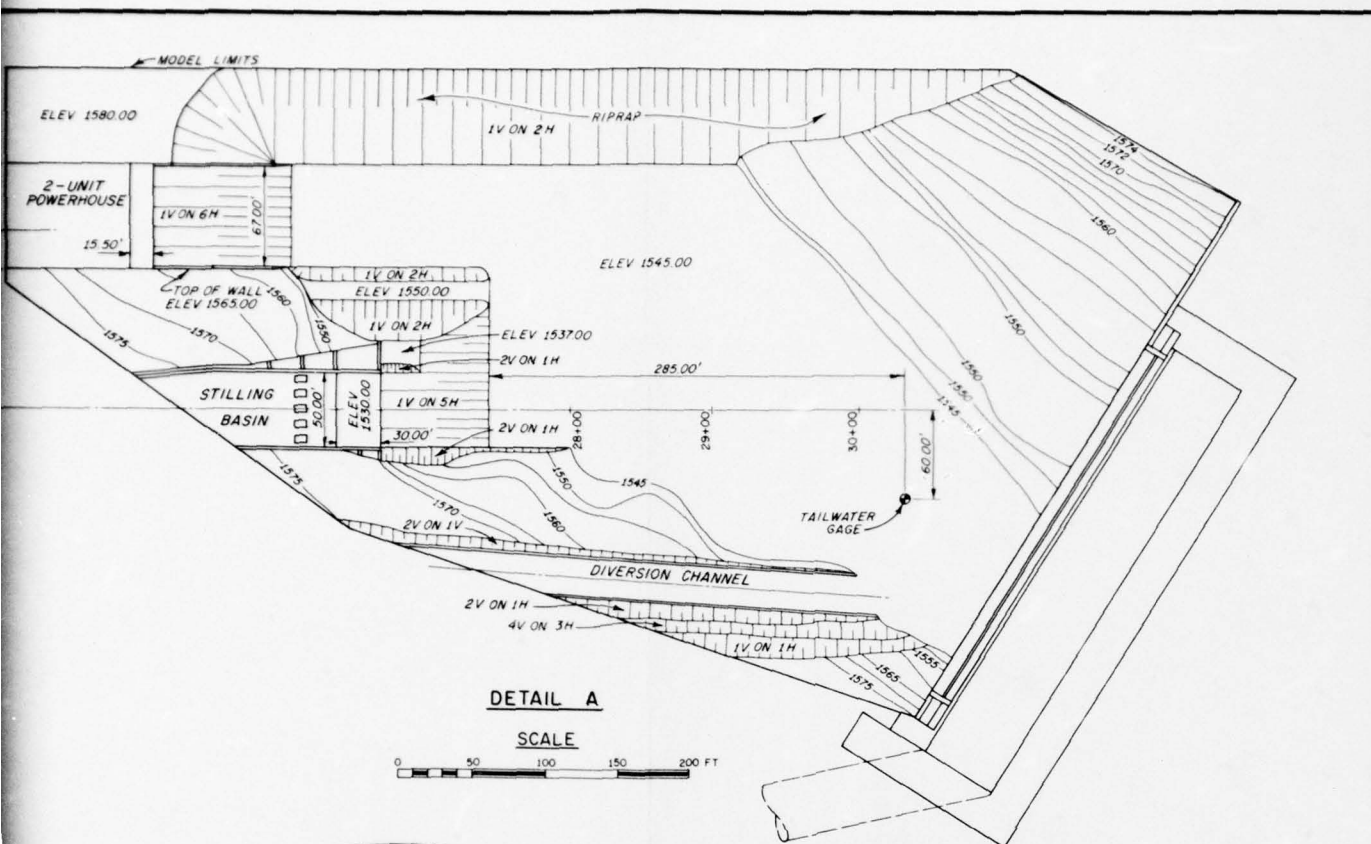 MODEL LIMITS
ELEV 1580.00
RIPRAP
1V ON 2H
1574
1572
1570
2-UNIT
POWERHOUSE
1V ON 6H
67.00'
1560
15.50'
ELEV 1545.00
1V ON 2H
TOP OF WALL
ELEV 1565.00
1560
ELEV 1550.00
1550
1V ON 2H
1550
1575
1570
ELEV 1537.00
2V ON 1H
285.00'
1550
1550
1545
STILLING
BASIN
50.00'
ELEV
1530.00
1V ON 5H
30.00'
2V ON 1H
28+00
29+00
30+00
60.00'
1575
1570
1550
1545
1560
TAILWATER
GAGE
2V ON 1V
DIVERSION CHANNEL
2V ON 1H
4V ON 3H
1V ON 1H
1555
1565
1575
DETAIL A
SCALE
0 50 100 150 200 FT